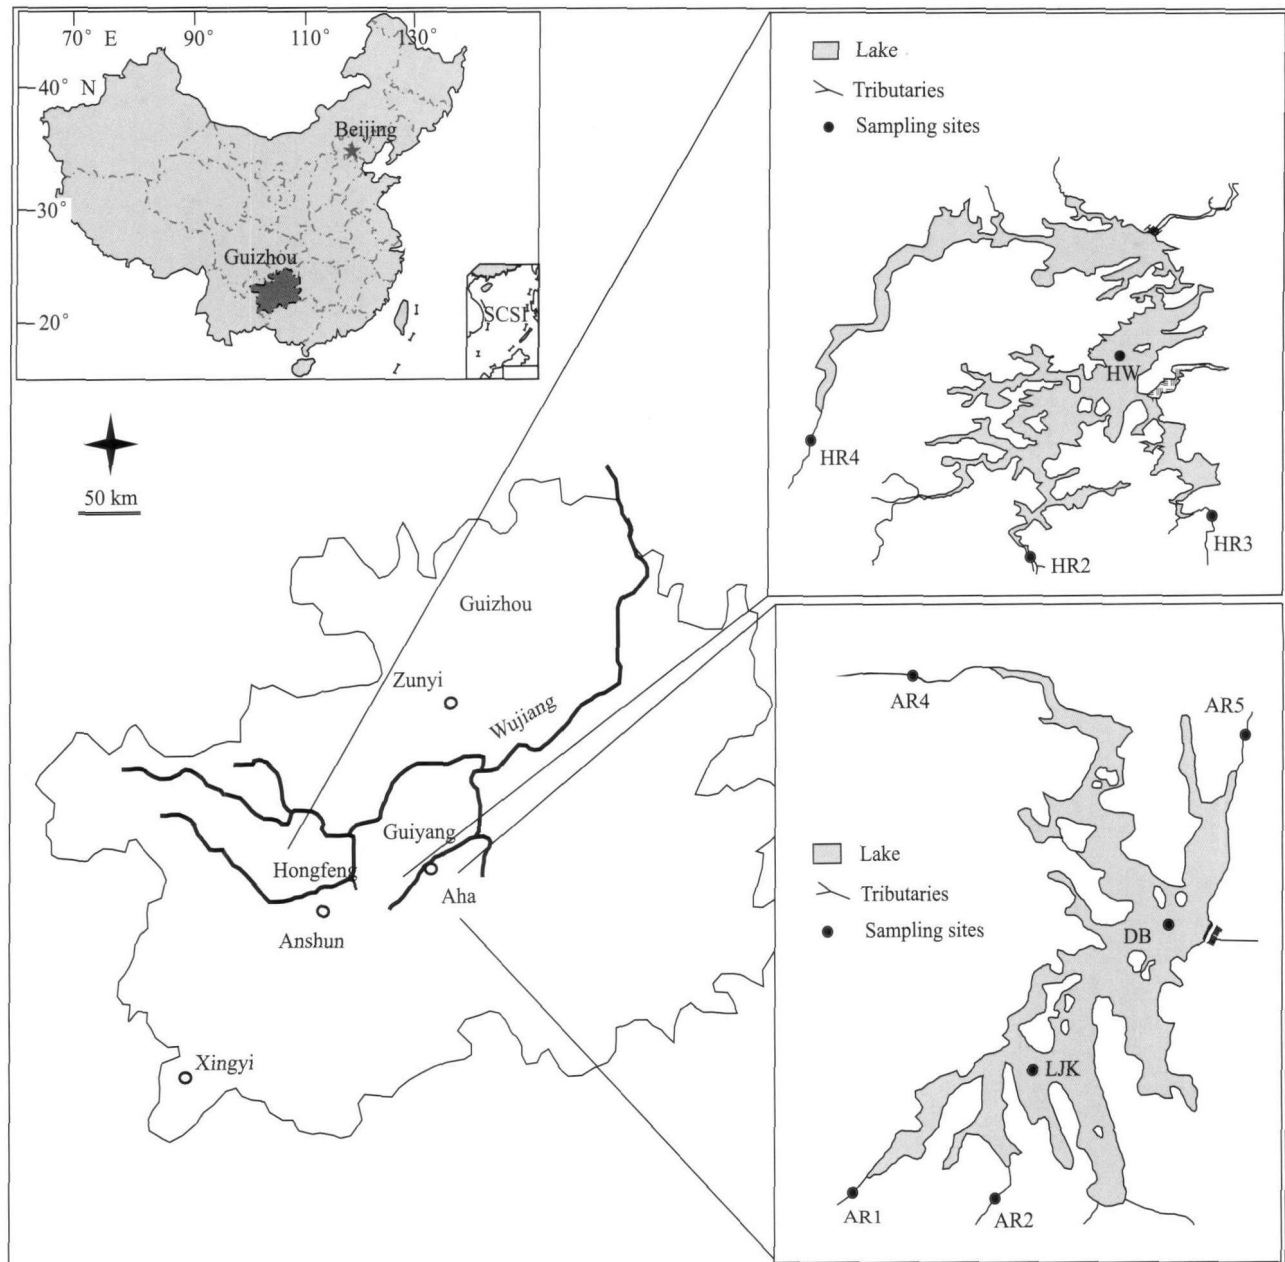 70° E 90° 110° 130°
40° N
Beijing
30°
Guizhou
20°
SCSI
50 km
Guizhou
Zunyi
Wujiang
Guiyang
Hongfeng
Aha
Anshun
Xingyi
Lake
Tributaries
Sampling sites
HW
HR4
HR3
HR2
AR4
AR5
Lake
Tributaries
Sampling sites
DB
LJK
AR1
AR2